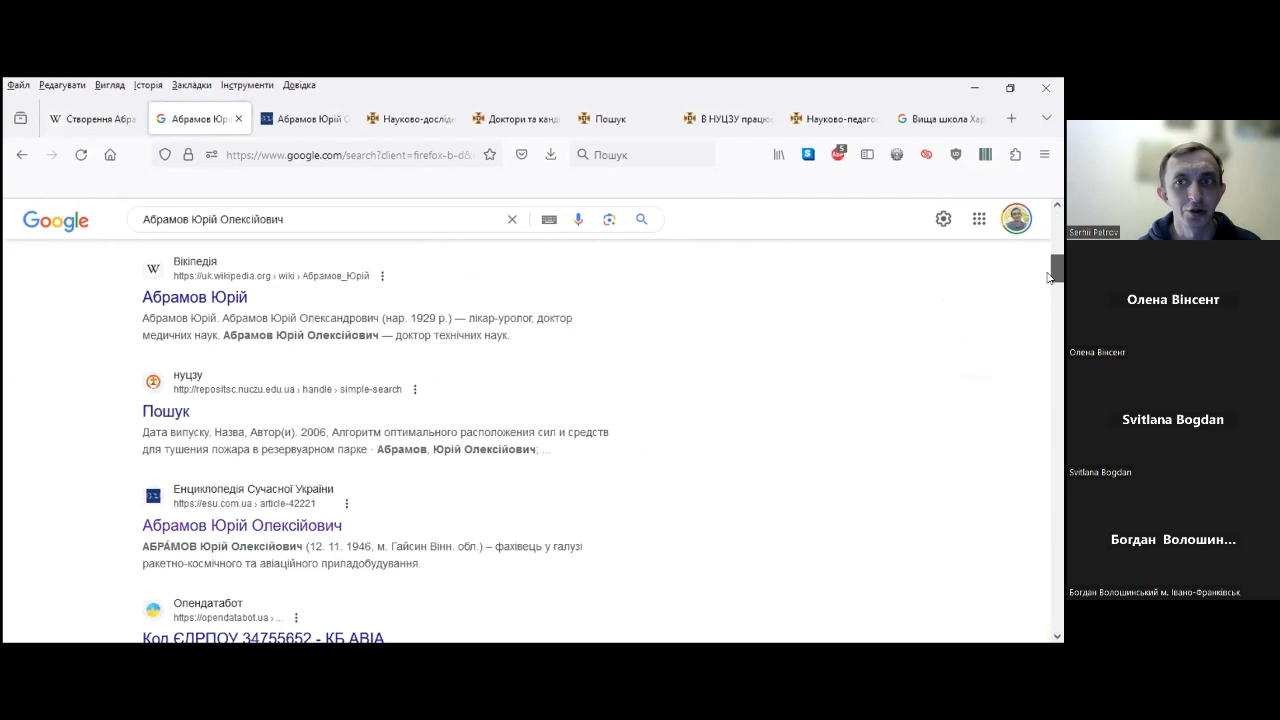 Файл Редагувати Вигляд Історія Закладки Інструменти Довідка
Створення Абра
Абрамов Юрі
Абрамов Юрій О
Науково-дослідн
Доктори та канд
Пошук
В НУЦЗУ працює
Науково-педагог
Вища школа Хар
https://www.google.com/search?client=firefox-b-d&
Пошук
5
Google
Абрамов Юрій Олексійович
Вікіпедія
https://uk.wikipedia.org › wiki › Абрамов_Юрій
Абрамов Юрій
Абрамов Юрій. Абрамов Юрій Олександрович (нар. 1929 р.) — лікар-уролог, доктор
медичних наук. Абрамов Юрій Олексійович — доктор технічних наук.
нуцзу
http://repositsc.nuczu.edu.ua › handle › simple-search
Пошук
Дата випуску, Назва, Автор(и). 2006, Алгоритм оптимального расположения сил и средств
для тушения пожара в резервуарном парке · Абрамов, Юрій Олексійович; ...
Енциклопедія Сучасної України
https://esu.com.ua › article-42221
Абрамов Юрій Олексійович
АБРА́МОВ Юрій Олексійович (12. 11. 1946, м. Гайсин Вінн. обл.) – фахівець у галузі
ракетно-космічного та авіаційного приладобудування.
Опендатабот
https://opendatabot.ua › ...
Код ЄДРПОУ 34755652 - КБ АВІА
Serhii Petrov
Олена Вінсент
Олена Вінсент
Svitlana Bogdan
Svitlana Bogdan
Богдан Волошин...
Богдан Волошинський м. Івано-Франківськ